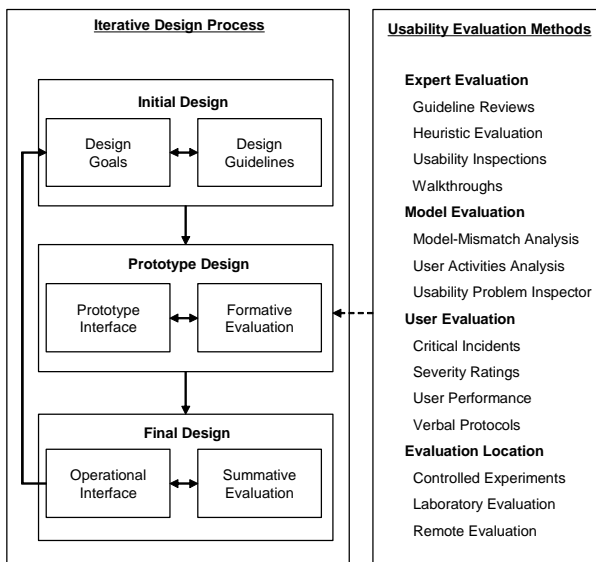 Iterative Design Process
Initial Design
Design
Goals
Design
Guidelines
Prototype Design
Prototype
Interface
Formative
Evaluation
Final Design
Operational
Interface
Summative
Evaluation
Usability Evaluation Methods
Expert Evaluation
Guideline Reviews
Heuristic Evaluation
Usability Inspections
Walkthroughs
Model Evaluation
Model-Mismatch Analysis
User Activities Analysis
Usability Problem Inspector
User Evaluation
Critical Incidents
Severity Ratings
User Performance
Verbal Protocols
Evaluation Location
Controlled Experiments
Laboratory Evaluation
Remote Evaluation